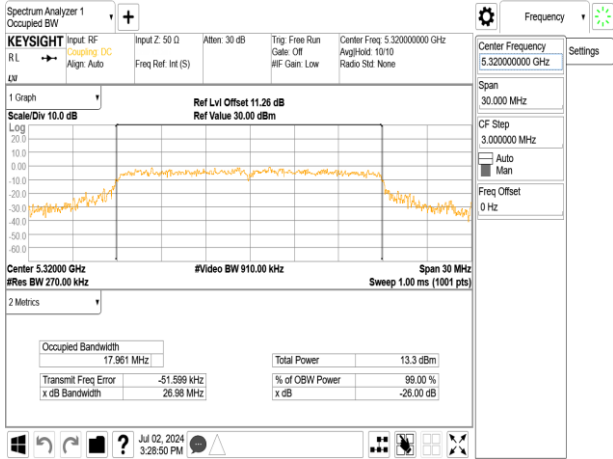 Spectrum Analyzer 1
Occupied BW
+
Frequency
KEYSIGHT
Input: RF
Input Z: 50 Ω
Atten: 30 dB
Trig: Free Run
Center Freq: 5.320000000 GHz
RL
Coupling: DC
Gate: Off
Avg|Hold: 10/10
Align: Auto
Freq Ref: Int (S)
#IF Gain: Low
Radio Std: None
LXI
Center Frequency
5.320000000 GHz
Settings
Span
30.000 MHz
CF Step
3.000000 MHz
Auto
Man
Freq Offset
0 Hz
1 Graph
Ref Lvl Offset 11.26 dB
Scale/Div 10.0 dB
Ref Value 30.00 dBm
Log
20.0
10.0
0.00
-10.0
-20.0
-30.0
-40.0
-50.0
-60.0
Center 5.32000 GHz
#Video BW 910.00 kHz
Span 30 MHz
#Res BW 270.00 kHz
Sweep 1.00 ms (1001 pts)
2 Metrics
Occupied Bandwidth
17.961 MHz
Total Power
13.3 dBm
Transmit Freq Error
-51.599 kHz
% of OBW Power
99.00 %
x dB Bandwidth
26.98 MHz
x dB
-26.00 dB
?
Jul 02, 2024
3:28:50 PM